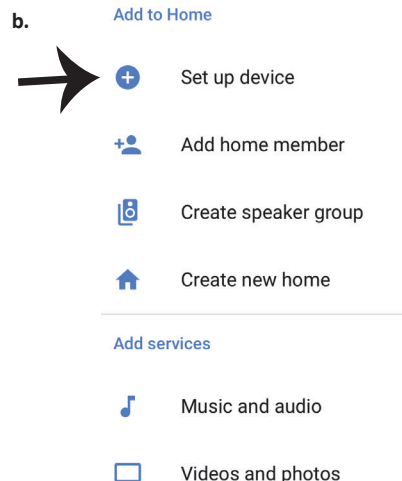 b.
Add to Home
Set up device
Add home member
Create speaker group
Create new home
Add services
Music and audio
Videos and photos